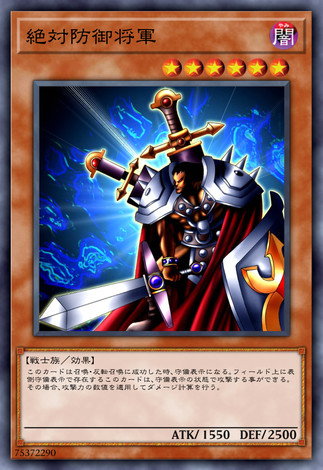 絶対防御将軍
やみ
闇
【戦士族／効果】
このカードは召喚・反転召喚に成功した時、守備表示になる。フィールド上に表
側守備表示で存在するこのカードは、守備表示の状態で攻撃する事ができる。
その場合、攻撃力の数値を適用してダメージ計算を行う。
ATK/ 1550 DEF/2500
75372290